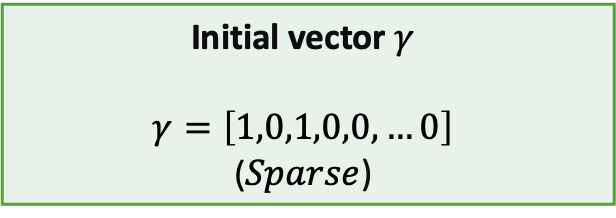 Initial vector γ
γ = [1,0,1,0,0, … 0]
(Sparse)